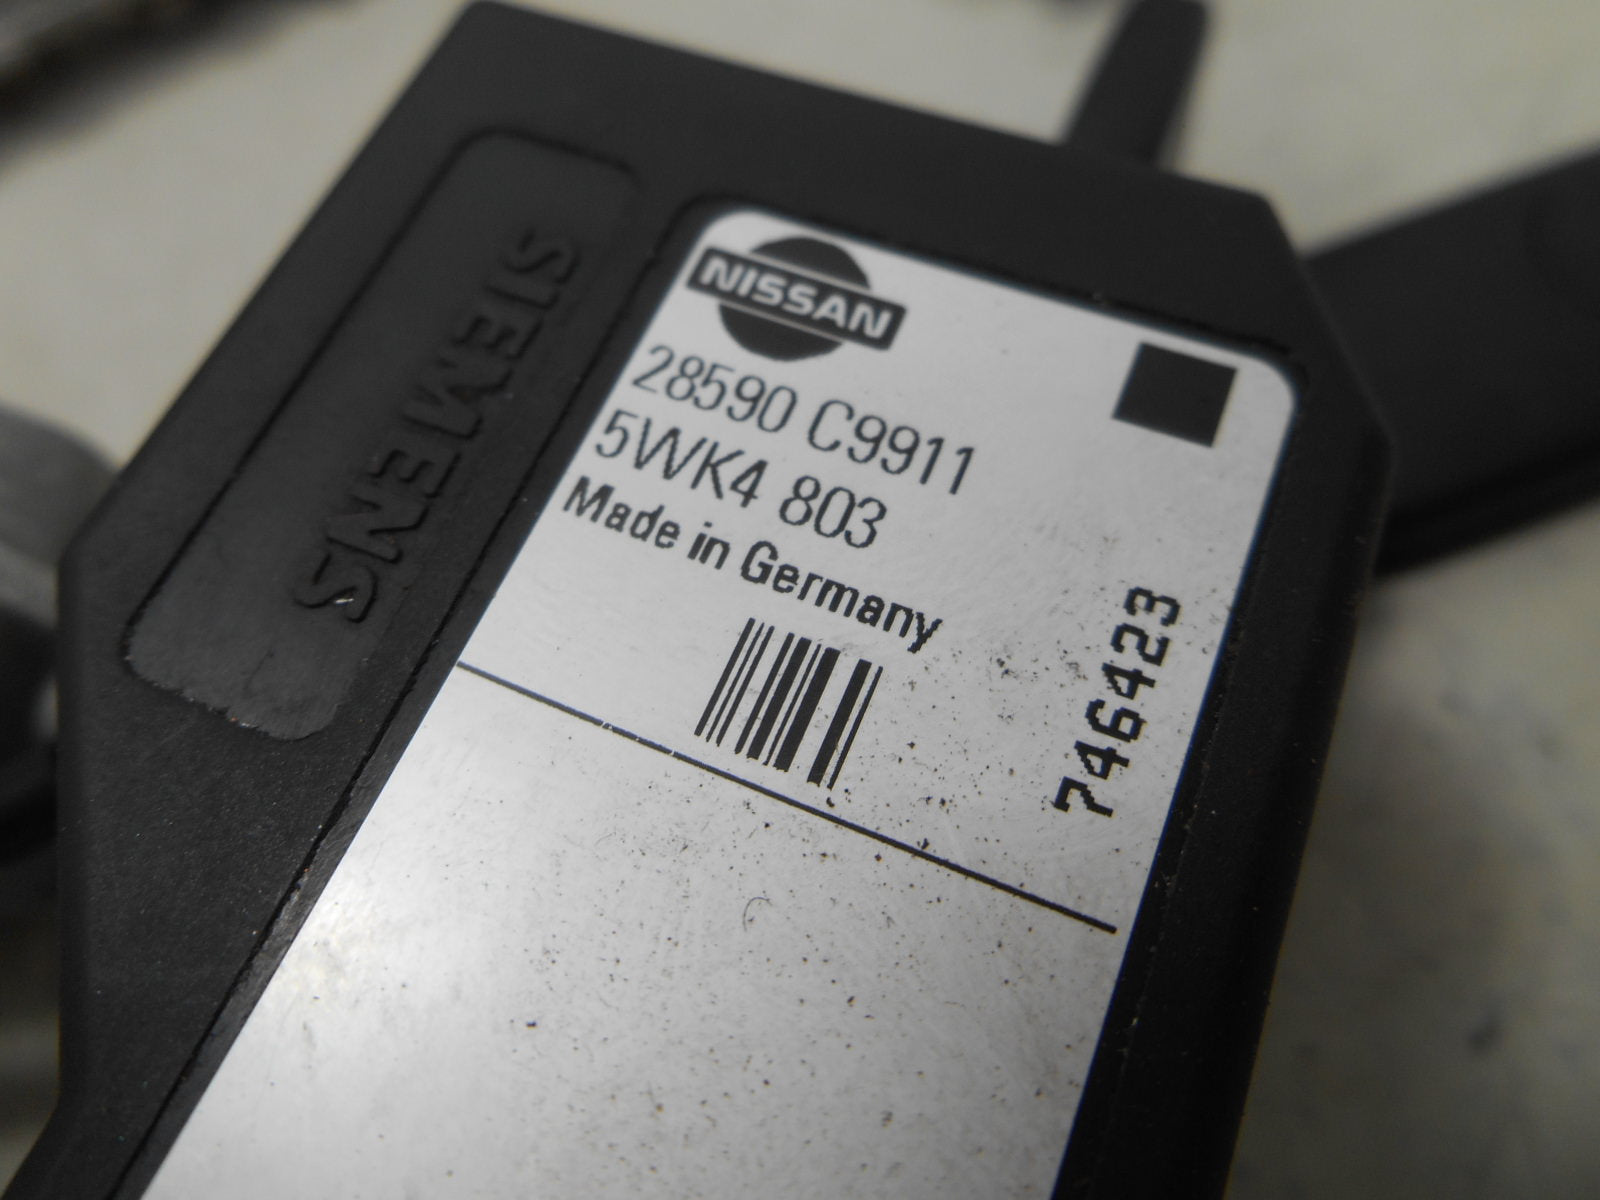 SIEMENS
NISSAN
28590 C9911
5WK4 803
Made in Germany
746423